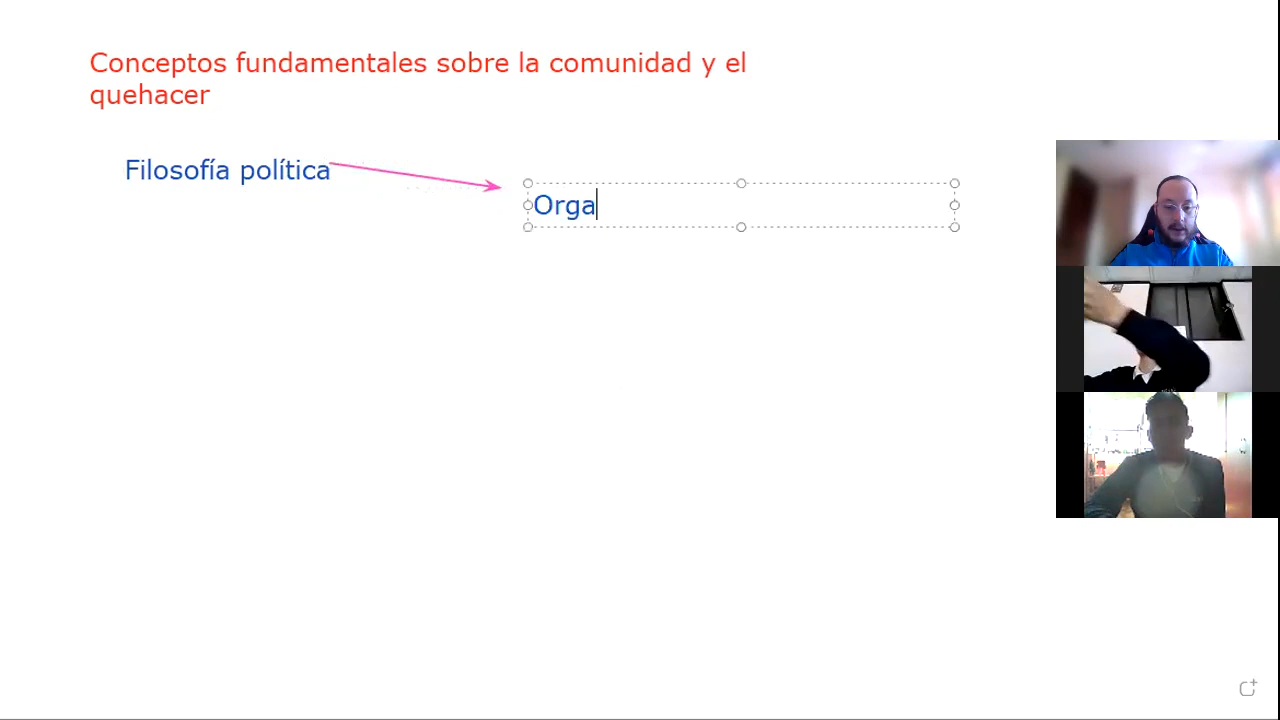 Conceptos fundamentales sobre la comunidad y el
quehacer
Filosofía política
Orga